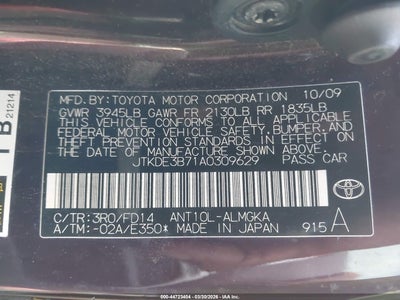 MFD. BY: TOYOTA MOTOR CORPORATION 10/09
GVWR 3945LB GAWR FR 2130LB RR 1835LB
THIS VEHICLE CONFORMS TO ALL APPLICABLE
FEDERAL MOTOR VEHICLE SAFETY, BUMPER, AND
THEFT PREVENTION STANDARDS IN EFFECT ON
THE DATE OF MANUFACTURE SHOWN ABOVE.
JTKDE3B71A0309629 PASS CAR
C/TR: 3R0/FD14 ANT10L-ALMGKA
A/TM: -02A/E350* MADE IN JAPAN 915 A
TOYOTA
B
21214
000-44723404 - 03/30/2026 - IAAI